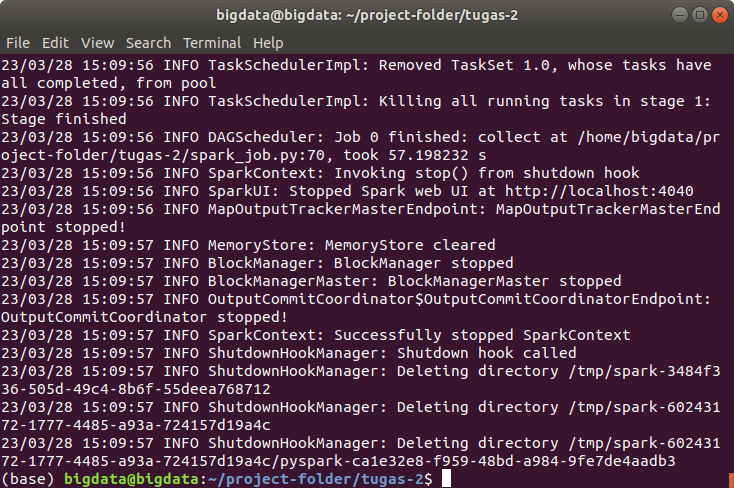 bigdata@bigdata: ~/project-folder/tugas-2
File Edit View Search Terminal Help
23/03/28 15:09:56 INFO TaskSchedulerImpl: Removed TaskSet 1.0, whose tasks have
all completed, from pool
23/03/28 15:09:56 INFO TaskSchedulerImpl: Killing all running tasks in stage 1:
Stage finished
23/03/28 15:09:56 INFO DAGScheduler: Job 0 finished: collect at /home/bigdata/pr
oject-folder/tugas-2/spark_job.py:70, took 57.198232 s
23/03/28 15:09:56 INFO SparkContext: Invoking stop() from shutdown hook
23/03/28 15:09:56 INFO SparkUI: Stopped Spark web UI at http://localhost:4040
23/03/28 15:09:56 INFO MapOutputTrackerMasterEndpoint: MapOutputTrackerMasterEnd
point stopped!
23/03/28 15:09:57 INFO MemoryStore: MemoryStore cleared
23/03/28 15:09:57 INFO BlockManager: BlockManager stopped
23/03/28 15:09:57 INFO BlockManagerMaster: BlockManagerMaster stopped
23/03/28 15:09:57 INFO OutputCommitCoordinator$OutputCommitCoordinatorEndpoint:
OutputCommitCoordinator stopped!
23/03/28 15:09:57 INFO SparkContext: Successfully stopped SparkContext
23/03/28 15:09:57 INFO ShutdownHookManager: Shutdown hook called
23/03/28 15:09:57 INFO ShutdownHookManager: Deleting directory /tmp/spark-3484f3
36-505d-49c4-8b6f-55deea768712
23/03/28 15:09:57 INFO ShutdownHookManager: Deleting directory /tmp/spark-602431
72-1777-4485-a93a-724157d19a4c
23/03/28 15:09:57 INFO ShutdownHookManager: Deleting directory /tmp/spark-602431
72-1777-4485-a93a-724157d19a4c/pyspark-ca1e32e8-f959-48bd-a984-9fe7de4aadb3
(base) bigdata@bigdata:~/project-folder/tugas-2$